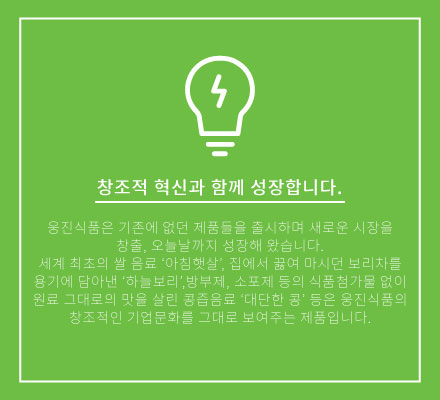 창조적 혁신과 함께 성장합니다.
웅진식품은 기존에 없던 제품들을 출시하며 새로운 시장을
창출, 오늘날까지 성장해 왔습니다.
세계 최초의 쌀 음료 ‘아침햇살’, 집에서 끓여 마시던 보리차를
용기에 담아낸 ‘하늘보리’,방부제, 소포제 등의 식품첨가물 없이
원료 그대로의 맛을 살린 콩즙음료 ‘대단한 콩’ 등은 웅진식품의
창조적인 기업문화를 그대로 보여주는 제품입니다.